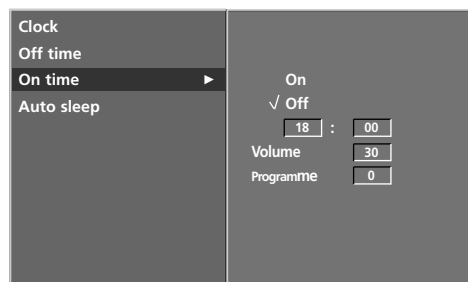 Clock
Off time
On time ►
Auto sleep
On
√ Off
18 : 00
Volume 30
Programme 0